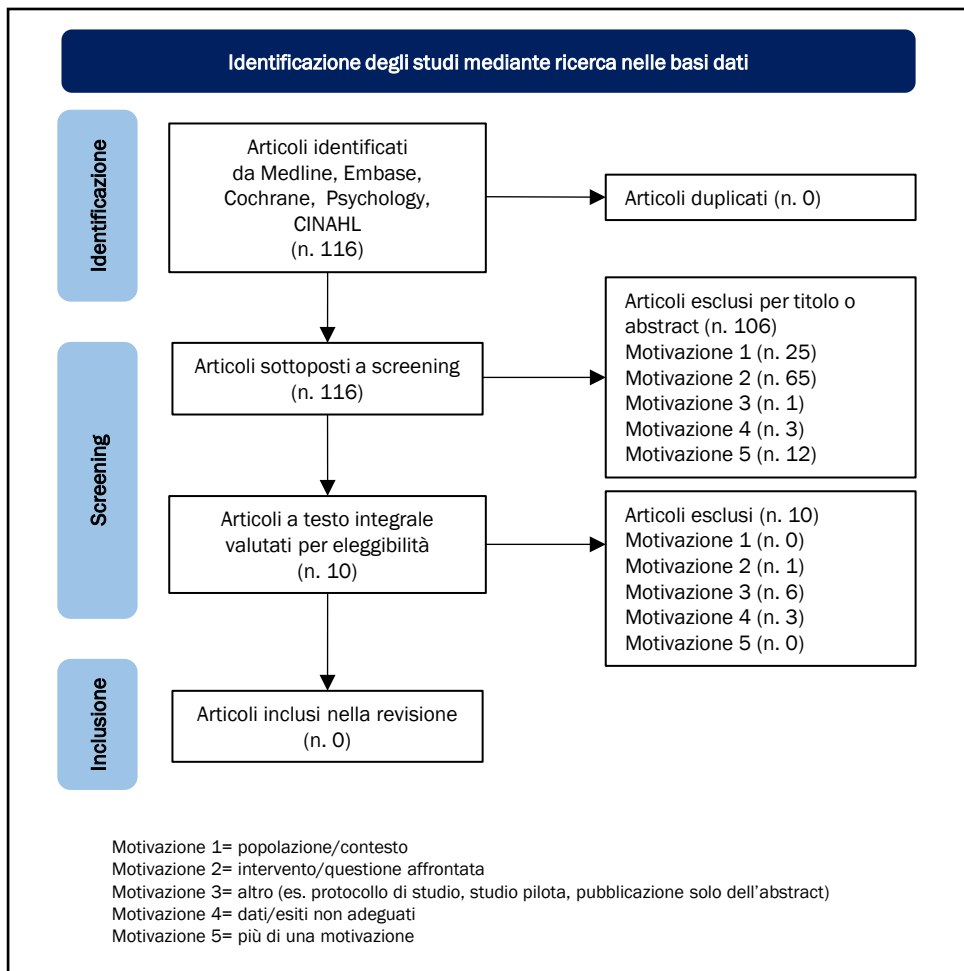 Identificazione degli studi mediante ricerca nelle basi dati
Identificazione
Articoli identificati
da Medline, Embase,
Cochrane, Psychology,
CINAHL
(n. 116)
Articoli duplicati (n. 0)
Screening
Articoli sottoposti a screening
(n. 116)
Articoli esclusi per titolo o
abstract (n. 106)
Motivazione 1 (n. 25)
Motivazione 2 (n. 65)
Motivazione 3 (n. 1)
Motivazione 4 (n. 3)
Motivazione 5 (n. 12)
Articoli a testo integrale
valutati per eleggibilità
(n. 10)
Articoli esclusi (n. 10)
Motivazione 1 (n. 0)
Motivazione 2 (n. 1)
Motivazione 3 (n. 6)
Motivazione 4 (n. 3)
Motivazione 5 (n. 0)
Inclusione
Articoli inclusi nella revisione
(n. 0)
Motivazione 1= popolazione/contesto
Motivazione 2= intervento/questione affrontata
Motivazione 3= altro (es. protocollo di studio, studio pilota, pubblicazione solo dell'abstract)
Motivazione 4= dati/esiti non adeguati
Motivazione 5= più di una motivazione